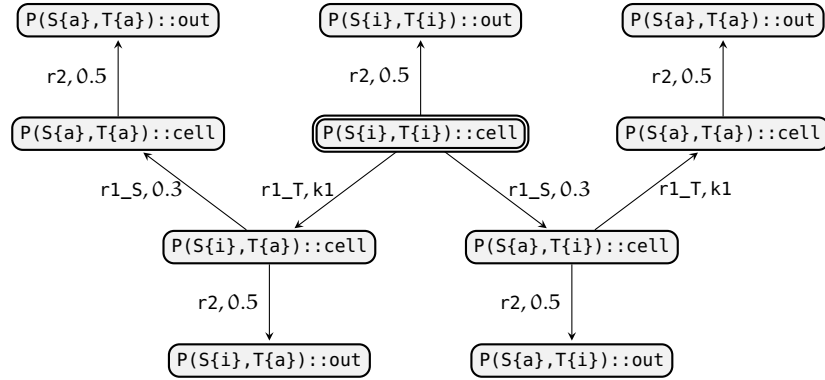 P(S{a},T{a})::out P(S{i},T{i})::out P(S{a},T{a})::out
r2,0.5 r2,0.5 r2,0.5
P(S{a},T{a})::cell P(S{i},T{i})::cell P(S{a},T{a})::cell
r1_S,0.3 r1_T,k1 r1_S,0.3 r1_T,k1
P(S{i},T{a})::cell P(S{a},T{i})::cell
r2,0.5 r2,0.5
P(S{i},T{a})::out P(S{a},T{i})::out